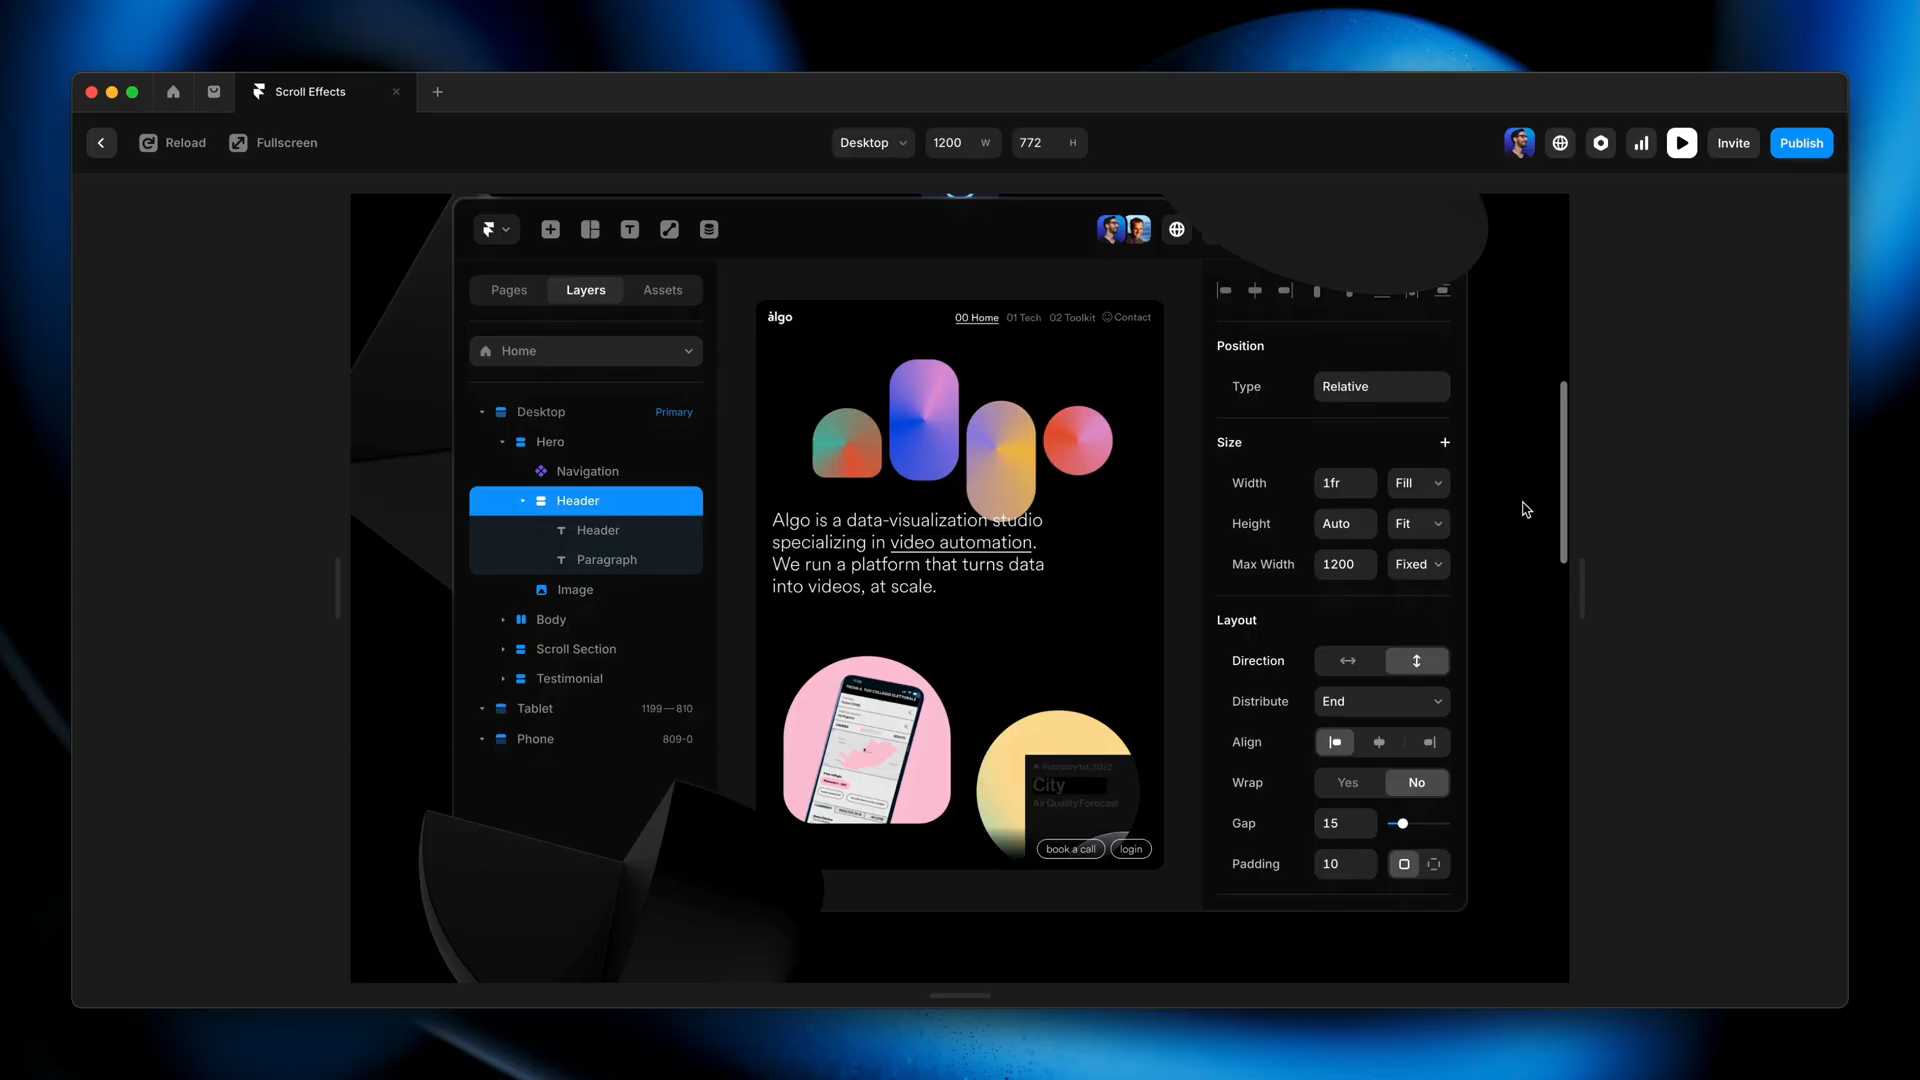 Scroll Effects
Reload
Fullscreen
Desktop
1200 W
772 H
Invite
Publish
Pages
Layers
Assets
Home
Desktop
Primary
Hero
Navigation
Header
Header
Paragraph
Image
Body
Scroll Section
Testimonial
Tablet
1199—810
Phone
809-0
ålgo
00 Home
01 Tech
02 Toolkit
Contact
Algo is a data-visualization studio
specializing in video automation.
We run a platform that turns data
into videos, at scale.
February 1st, 2022
City
Air Quality Forecast
book a call
login
Position
Type
Relative
Size
Width
1fr
Fill
Height
Auto
Fit
Max Width
1200
Fixed
Layout
Direction
Distribute
End
Align
Wrap
Yes
No
Gap
15
Padding
10